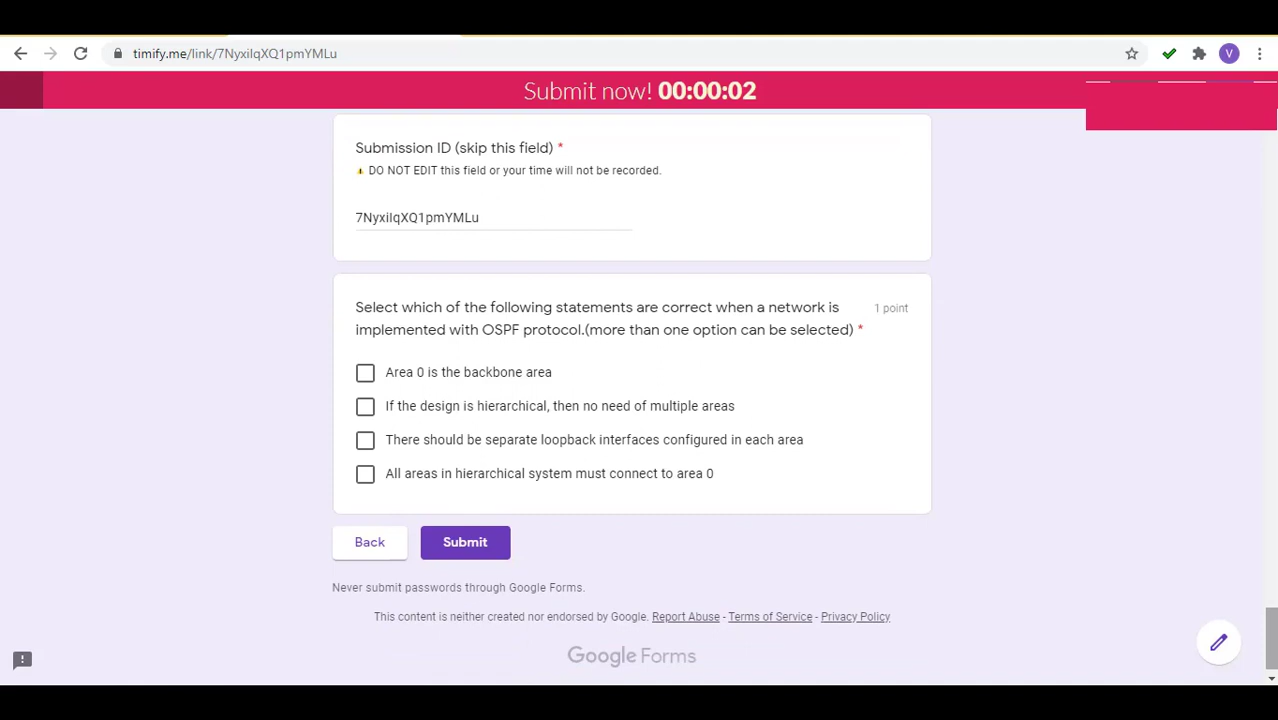 timify.me/link/7NyxilqXQ1pmYMLu
V
Submit now! 00:00:02
Submission ID (skip this field) *
DO NOT EDIT this field or your time will not be recorded.
7NyxilqXQ1pmYMLu
Select which of the following statements are correct when a network is 1 point
implemented with OSPF protocol.(more than one option can be selected) *
Area 0 is the backbone area
If the design is hierarchical, then no need of multiple areas
There should be separate loopback interfaces configured in each area
All areas in hierarchical system must connect to area 0
Back Submit
Never submit passwords through Google Forms.
This content is neither created nor endorsed by Google. Report Abuse - Terms of Service - Privacy Policy
Google Forms